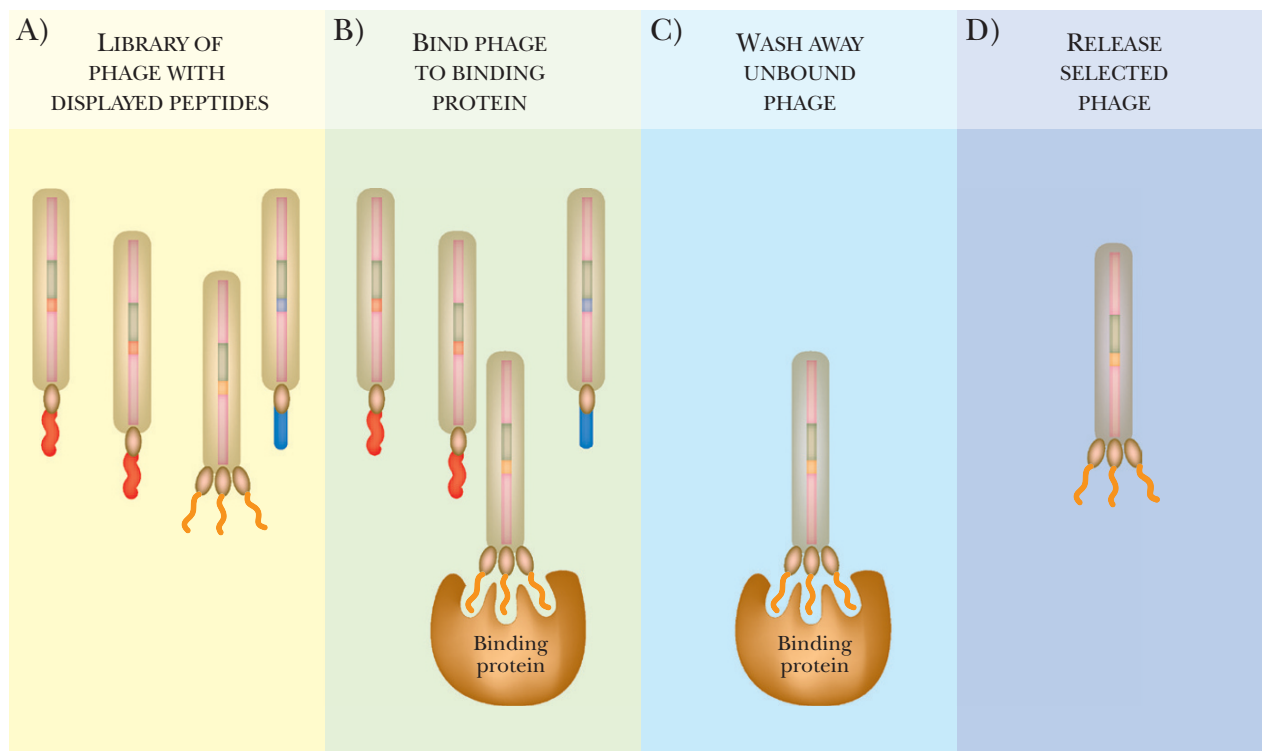 A)
LIBRARY OF
PHAGE WITH
DISPLAYED PEPTIDES
B)
BIND PHAGE
TO BINDING
PROTEIN
Binding
protein
C)
WASH AWAY
UNBOUND
PHAGE
Binding
protein
D)
RELEASE
SELECTED
PHAGE